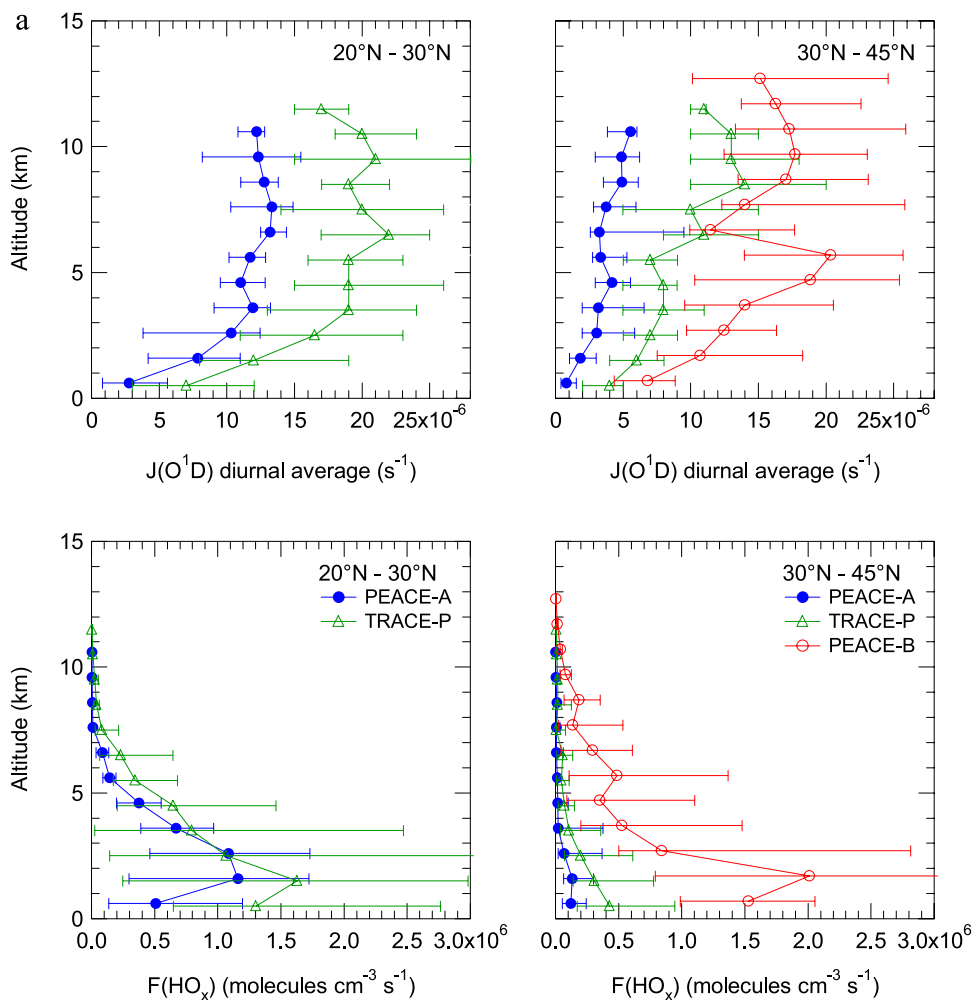 a
20°N - 30°N
15
10
5
0
Altitude (km)
0 5 10 15 20 25x10⁻⁶
J(O¹D) diurnal average (s⁻¹)
30°N - 45°N
0 5 10 15 20 25x10⁻⁶
J(O¹D) diurnal average (s⁻¹)
20°N - 30°N
PEACE-A
TRACE-P
15
10
5
0
Altitude (km)
0.0 0.5 1.0 1.5 2.0 3.0x10⁶
F(HOₓ) (molecules cm⁻³ s⁻¹)
30°N - 45°N
PEACE-A
TRACE-P
PEACE-B
0.0 0.5 1.0 1.5 2.0 3.0x10⁶
F(HOₓ) (molecules cm⁻³ s⁻¹)